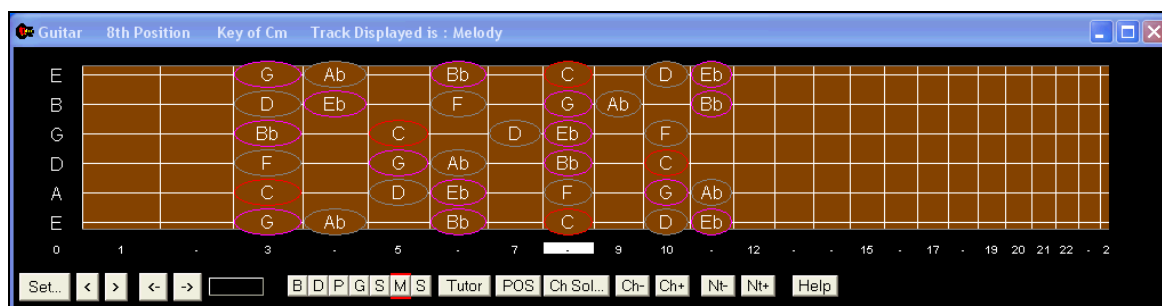 Guitar 8th Position Key of Cm Track Displayed is : Melody
E G Ab Bb C D Eb
B D Eb F G Ab Bb
G Bb C D Eb F
D F G Ab Bb C
A C D Eb F G Ab
E G Ab Bb C D Eb
0 1 - 3 - 5 - 7 - 9 10 - 12 - - 15 - 17 - 19 20 21 22 - 2
Set... < > <- -> B D P G S M S Tutor POS Ch Sol... Ch- Ch+ Nt- Nt+ Help